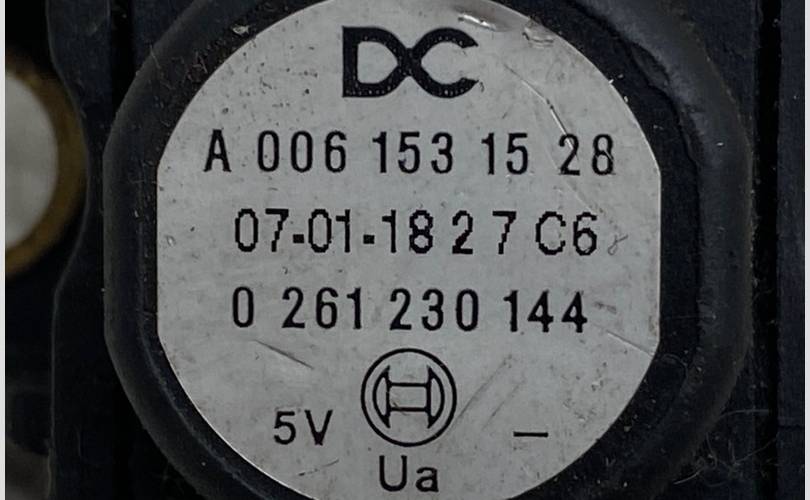 DC
A 006 153 15 28
07-01-18 2 7 C6
0 261 230 144
5V –
Ua